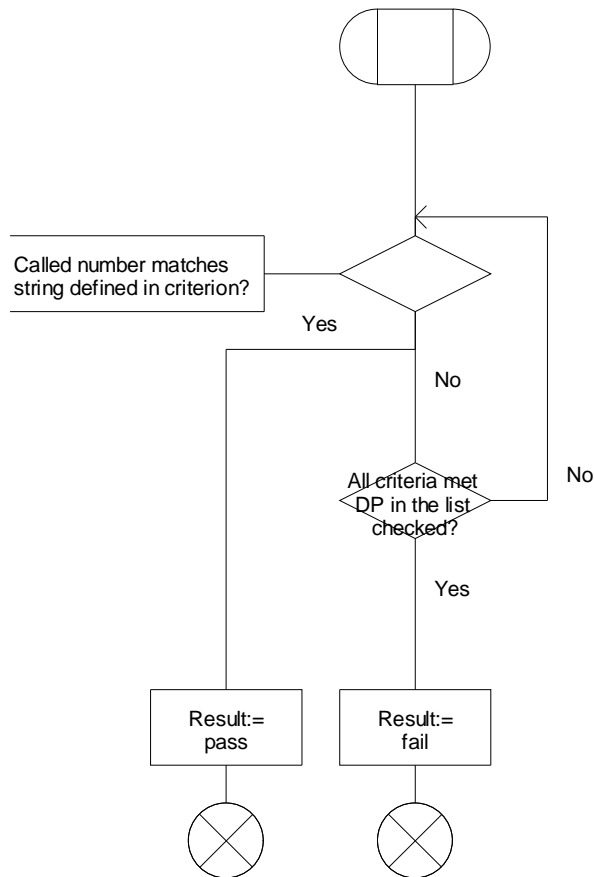 Called number matches
string defined in criterion?
Yes
No
All criteria met
DP in the list
checked?
No
Yes
Result:=
pass
Result:=
fail